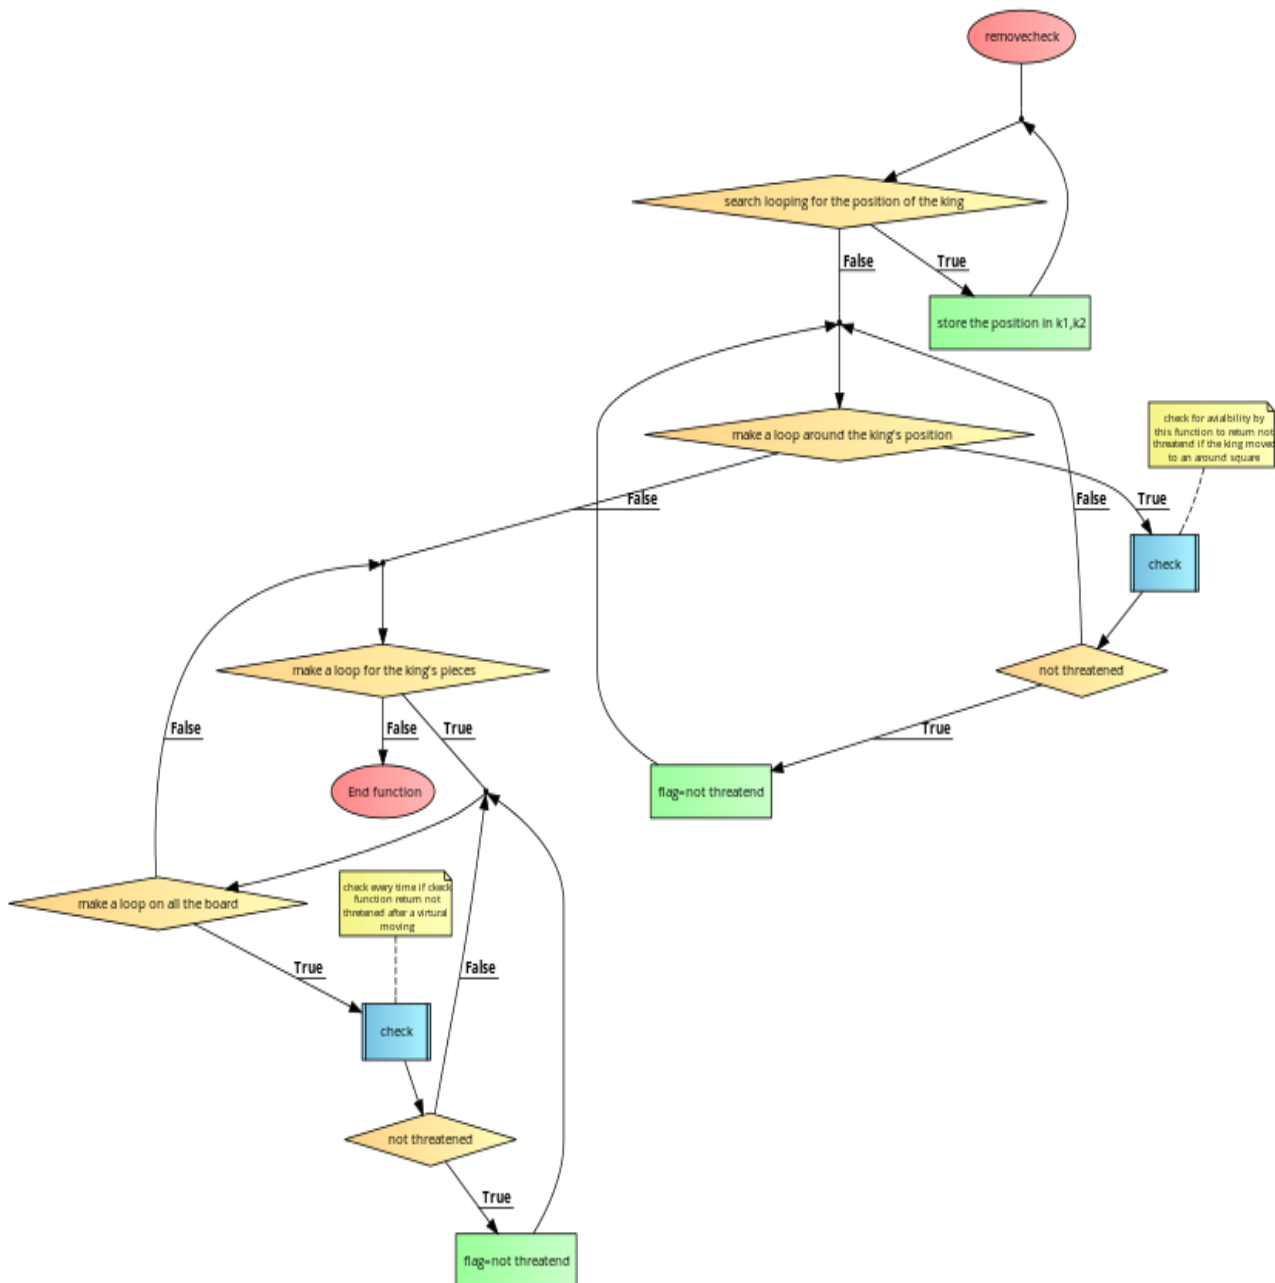 removecheck
search looping for the position of the king
False
True
store the position in k1,k2
make a loop around the king's position
check for avialbility by
this function to return not
threatend if the king moved
to an around square
False
False
True
check
make a loop for the king's pieces
not threatened
False
False
True
True
End function
flag=not threatend
make a loop on all the board
check every time if ckeck
function return not
thretened after a virtural
moving
True
False
check
not threatened
True
flag=not threatend